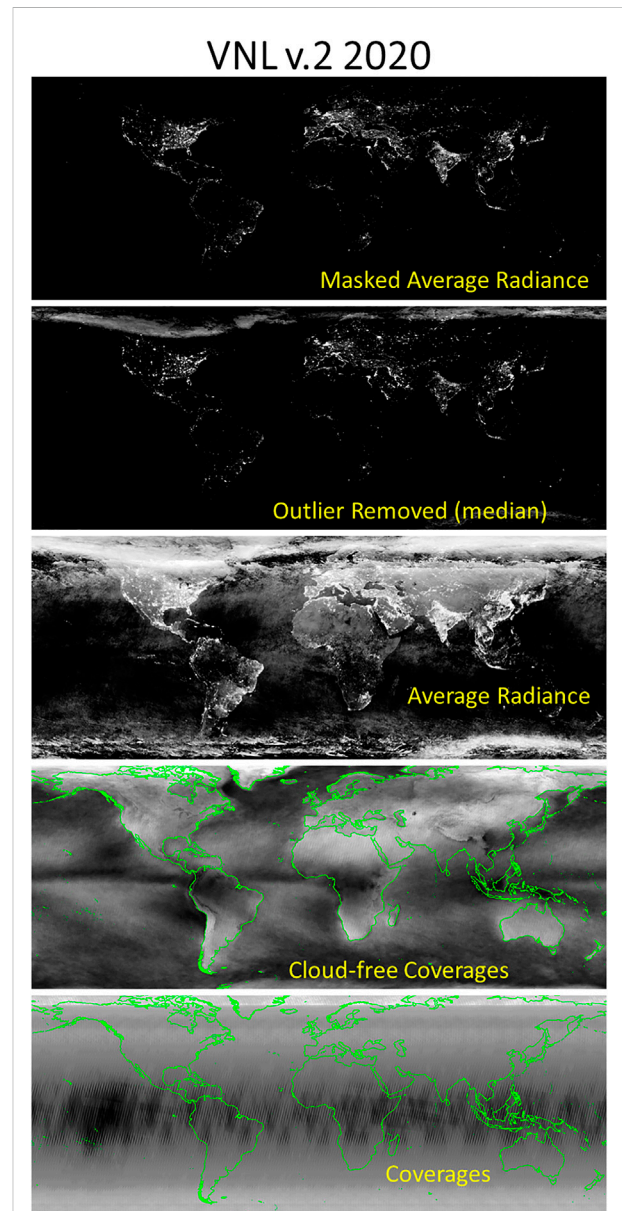 VNL v.2 2020
Masked Average Radiance
Outlier Removed (median)
Average Radiance
Cloud-free Coverages
Coverages